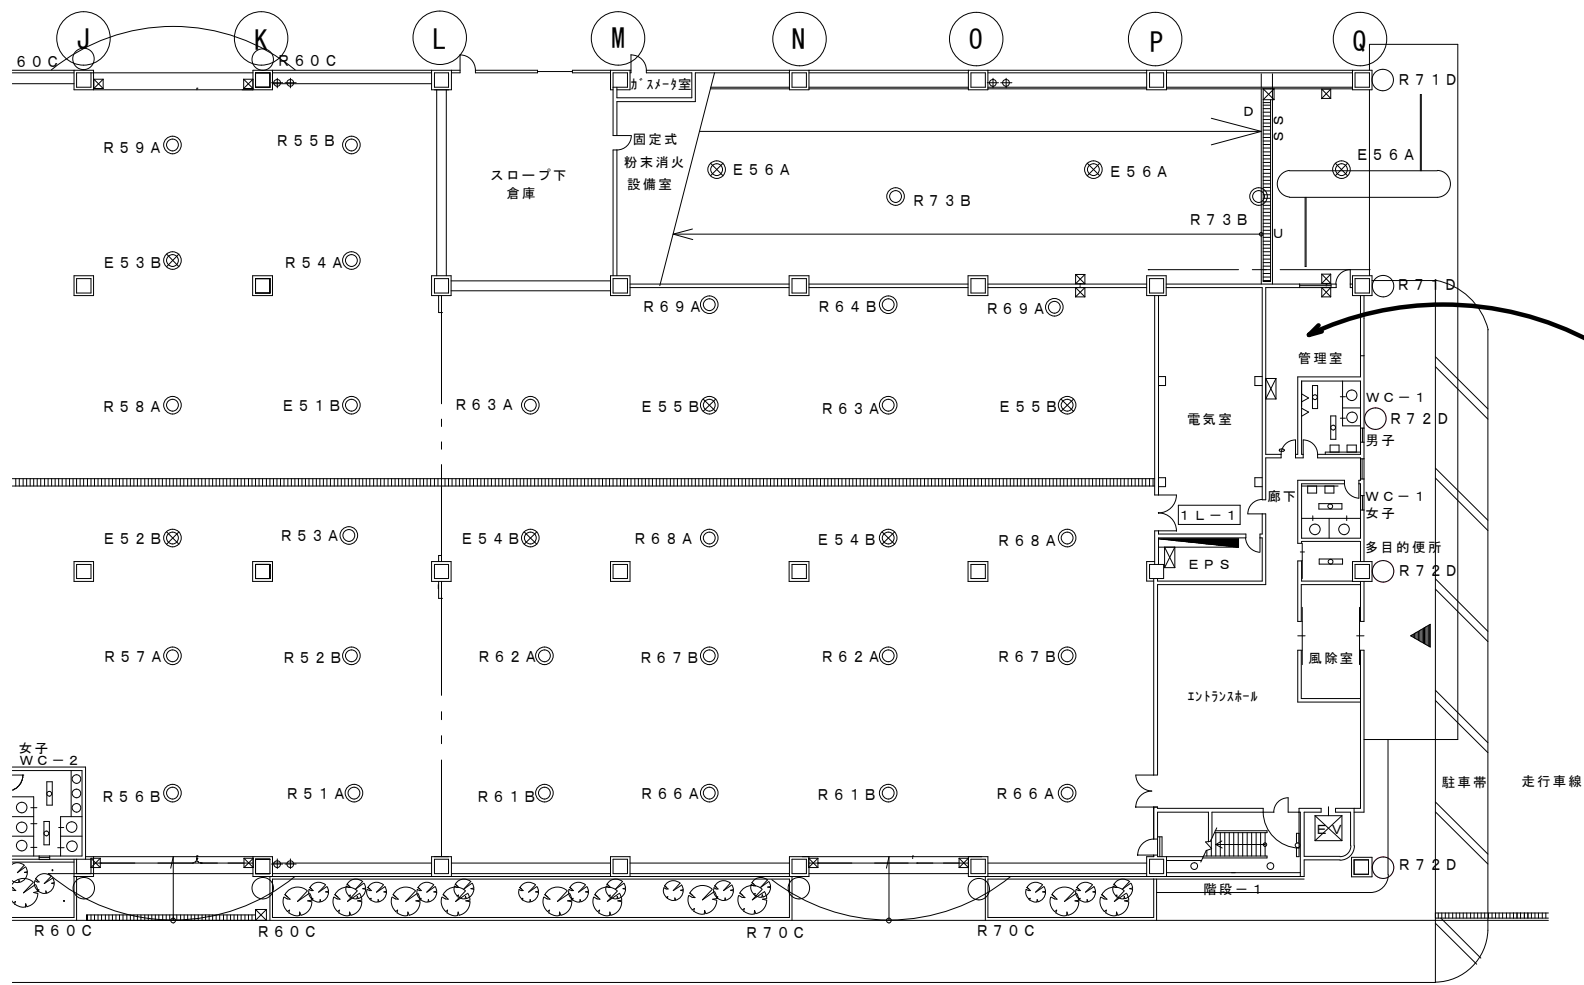 J K L M N O P Q
60C R60C R71D
ガスメータ室
D
SS
R59A R55B
固定式
粉末消火
設備室
スロープ下
倉庫
E56A E56A E56A
R73B R73B
U
E53B R54A
R71D
R69A R64B R69A
管理室
R58A E51B R63A E55B R63A E55B
電気室
WC-1
R72D
男子
廊下
WC-1
女子
1L-1
E52B R53A E54B R68A E54B R68A
多目的便所
EPS
R72D
R57A R52B R62A R67B R62A R67B
風除室
エントランスホール
女子
WC-2
R56B R51A R61B R66A R61B R66A
駐車帯 走行車線
EV
R72D
階段-1
R60C R60C R70C R70C